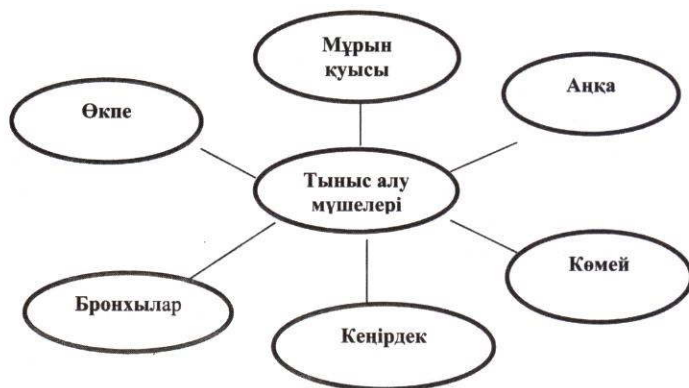 Мұрын
қуысы
Аңқа
Өкпе
Тыныс алу
мүшелері
Көмей
Бронхылар
Кеңірдек